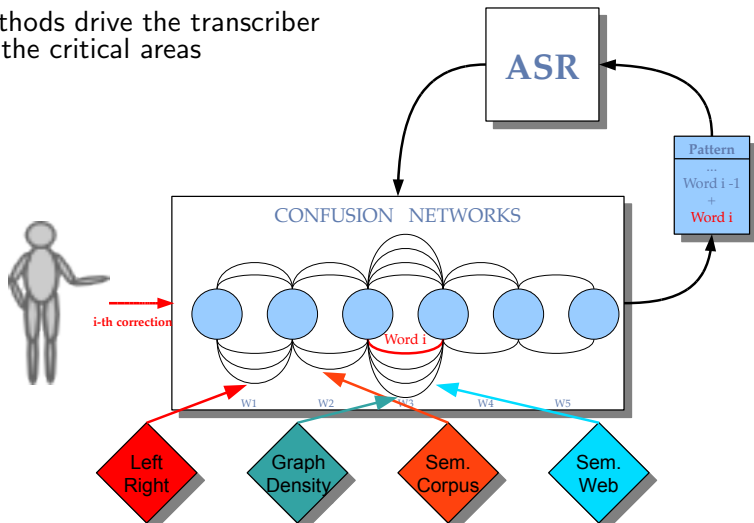 thods drive the transcriber
the critical areas
ASR
Pattern
...
Word i -1
+
Word i
CONFUSION NETWORKS
i-th correction
Word i
W1 W2 W3 W4 W5
Left
Right
Graph
Density
Sem.
Corpus
Sem.
Web